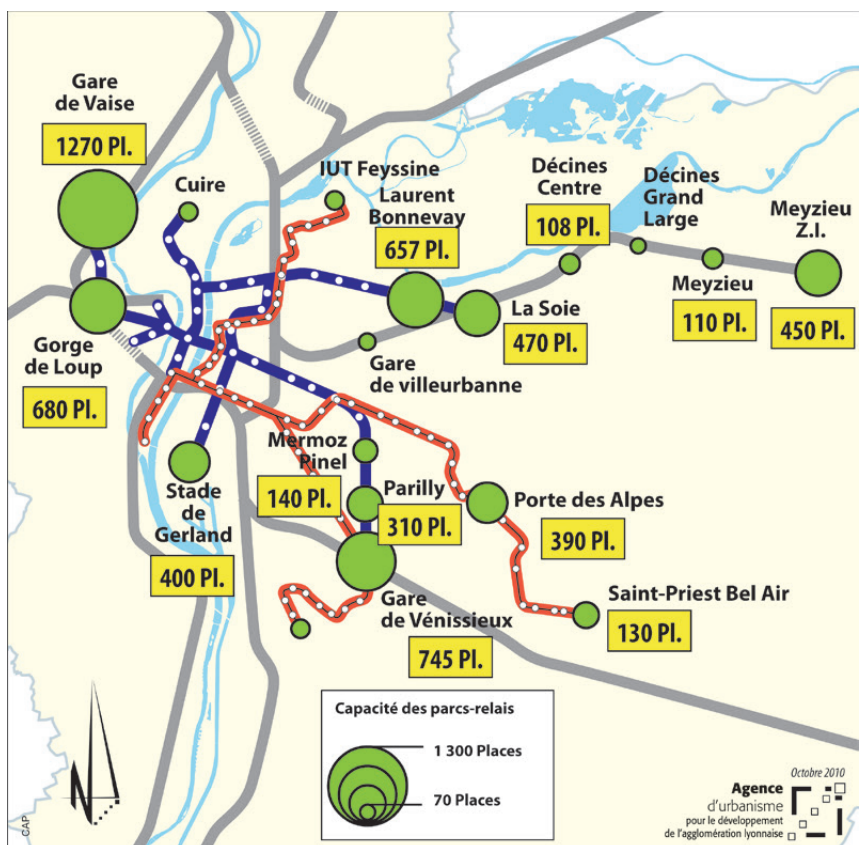 Gare
de Vaise
1270 Pl.
Cuire
IUT Feyssine
Laurent
Bonnevay
657 Pl.
Décines
Centre
108 Pl.
Décines
Grand
Large
Meyzieu
Z.I.
450 Pl.
Meyzieu
110 Pl.
La Soie
470 Pl.
Gare
de villeurbanne
Gorge
de Loup
680 Pl.
Mermoz
Pinel
140 Pl.
Parilly
310 Pl.
Porte des Alpes
390 Pl.
Stade
de
Gerland
400 Pl.
Gare
de Vénissieux
745 Pl.
Saint-Priest Bel Air
130 Pl.
Capacité des parcs-relais
1 300 Places
70 Places
N
CAP
Octobre 2010
Agence
d'urbanisme
pour le développement
de l'agglomération lyonnaise